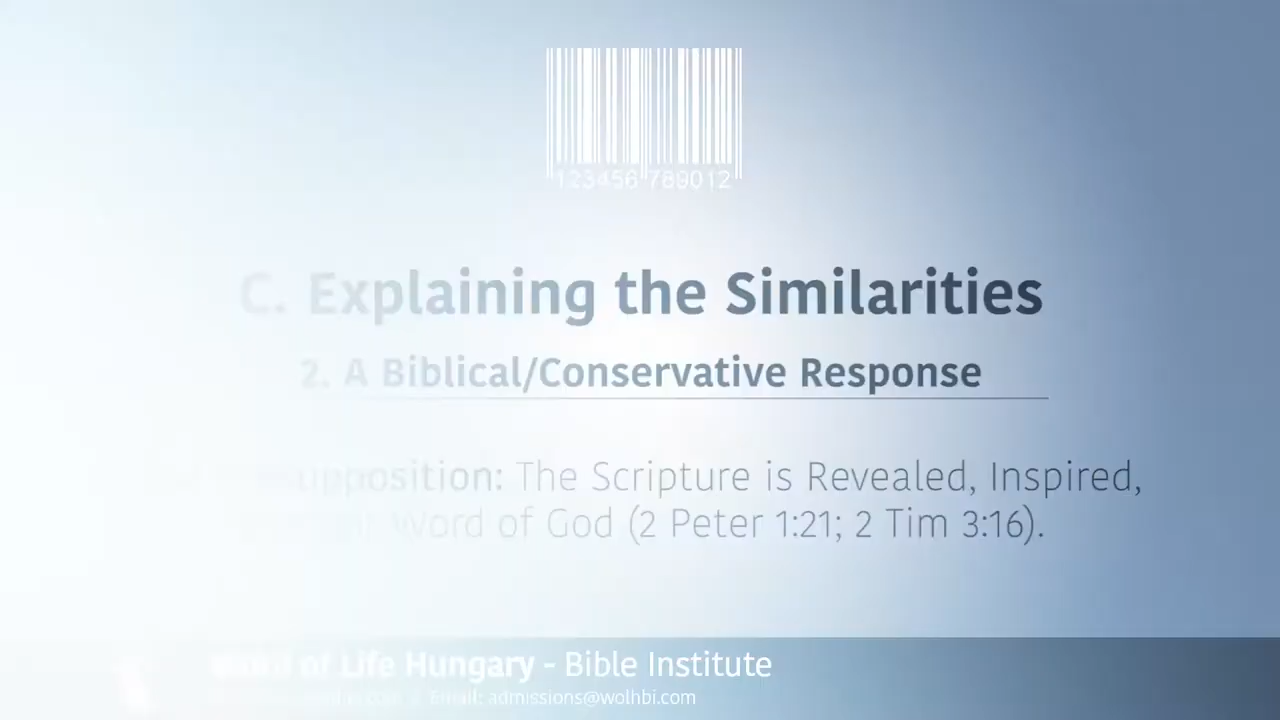 123456 789012
C. Explaining the Similarities
2. A Biblical/Conservative Response
The Scripture is Revealed, Inspired,
Word of God (2 Peter 1:21; 2 Tim 3:16).
Word of Life Hungary - Bible Institute
Email: admissions@wolhbi.com